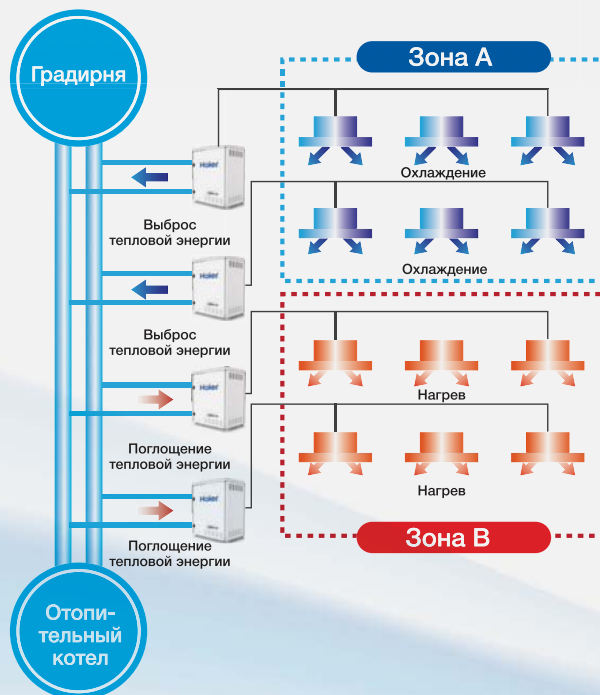 Градирня
Зона А
Haier
Охлаждение
Выброс
тепловой энергии
Haier
Охлаждение
Выброс
тепловой энергии
Haier
Нагрев
Поглощение
тепловой энергии
Haier
Нагрев
Поглощение
тепловой энергии
Зона В
Отопи-
тельный
котел